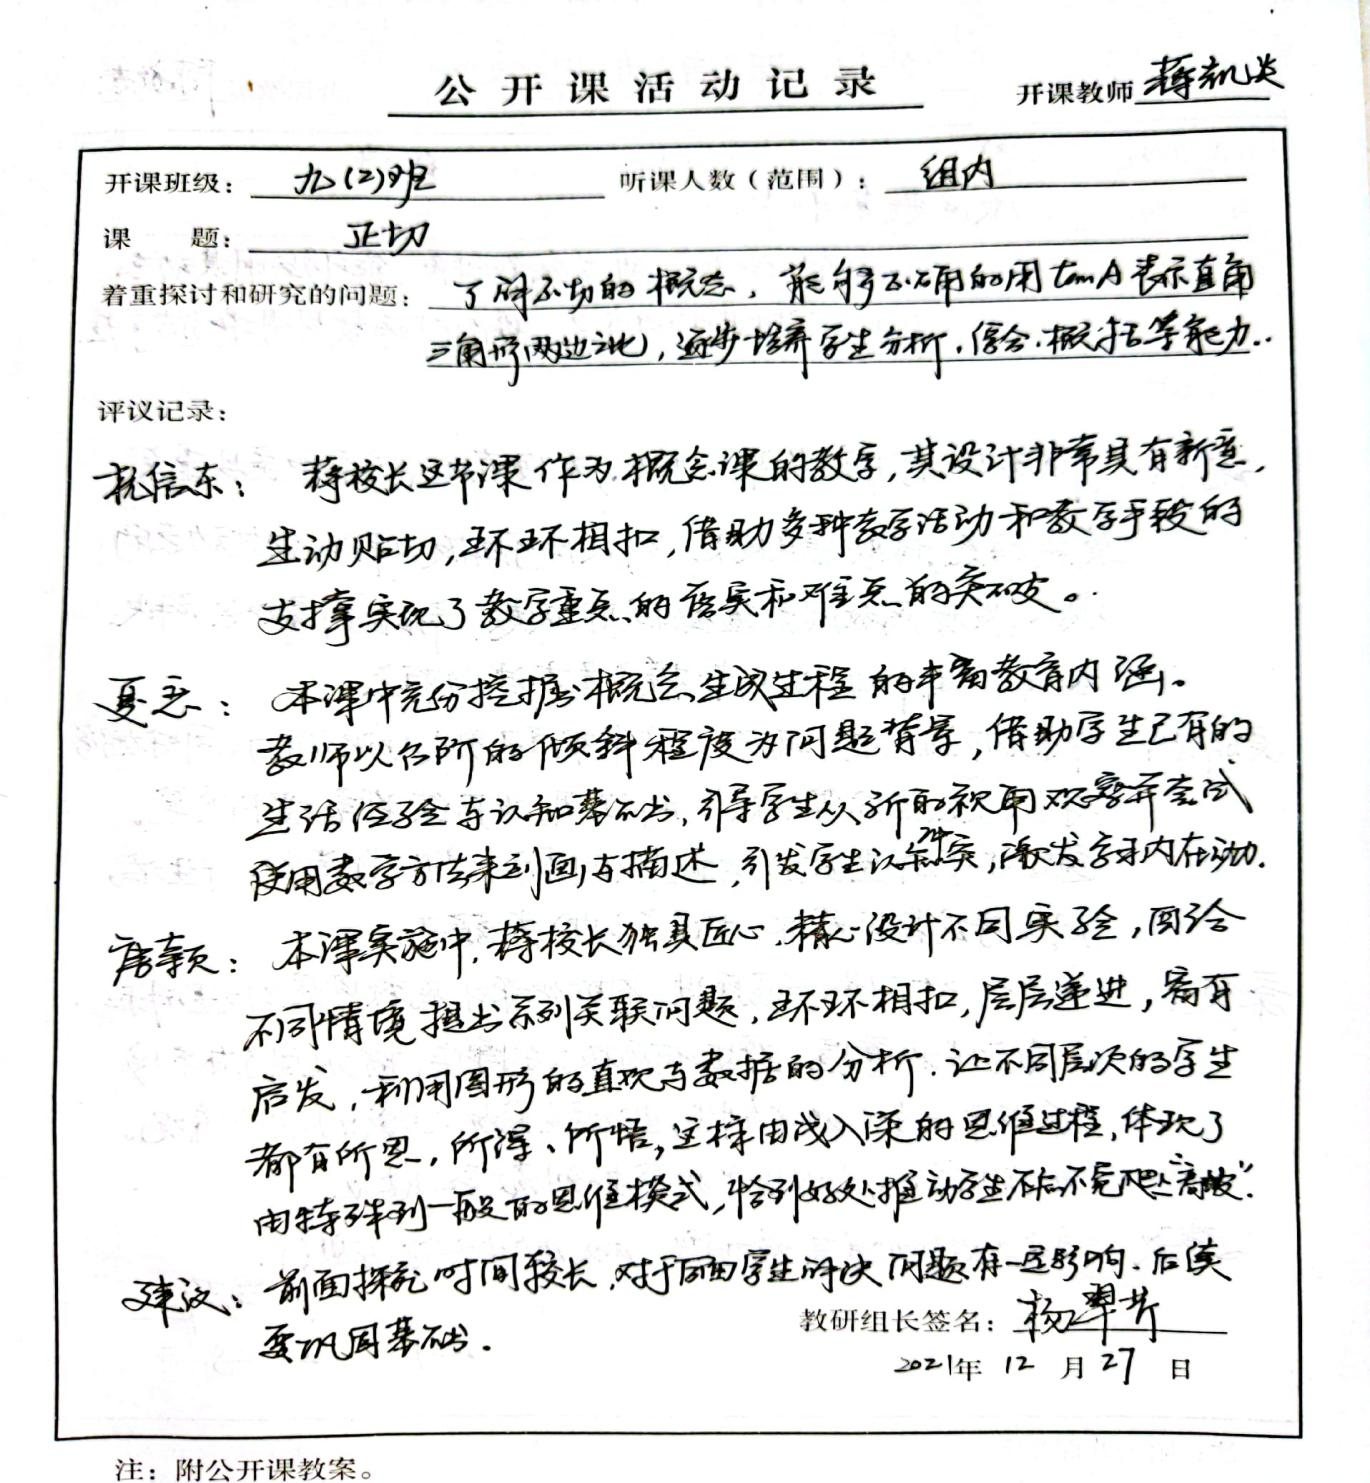 公开课活动记录 开课教师
开课班级： 九(2)班 听课人数（范围）： 组内
课 题： 正切
着重探讨和研究的问题： 了解正切的概念，能够正确的用tanA表示直角
三角形两边之比，逐步培养学生分析、综合、概括等能力.
评议记录：
信东： 蒋校长这节课作为概念课的教学，其设计非常具有新意，
生动贴切，环环相扣，借助多种教学活动和教学手段的
支撑实现了教学重点的落实和难点的突破。
夏 ： 本课中充份挖掘概念生成过程的丰富教育内涵。
教师以台阶的倾斜程度为问题背景，借助学生已有的
生活经验与认知基础，引导学生从新的视角观察并尝试
使用数学方法来刻画与描述，引发学生认知冲突，激发学习内在动力.
唐颖： 本课实施中，蒋校长独具匠心，精心设计不同实验，围绕
不同情境提出系列关联问题，环环相扣，层层递进，富有
启发，利用图形的直观与数据的分析，让不同层次的学生
都有所思，所得、所悟，这样由浅入深的思维过程，体现了
由特殊到一般的思维模式，恰到好处推动学生不知不觉爬上“高坡”.
建议： 前面探究时间较长，对于后面学生解决问题有一定影响，后续
要巩固基础.
教研组长签名： 杨翠芹
2021年 12 月 27 日
注：附公开课教案。